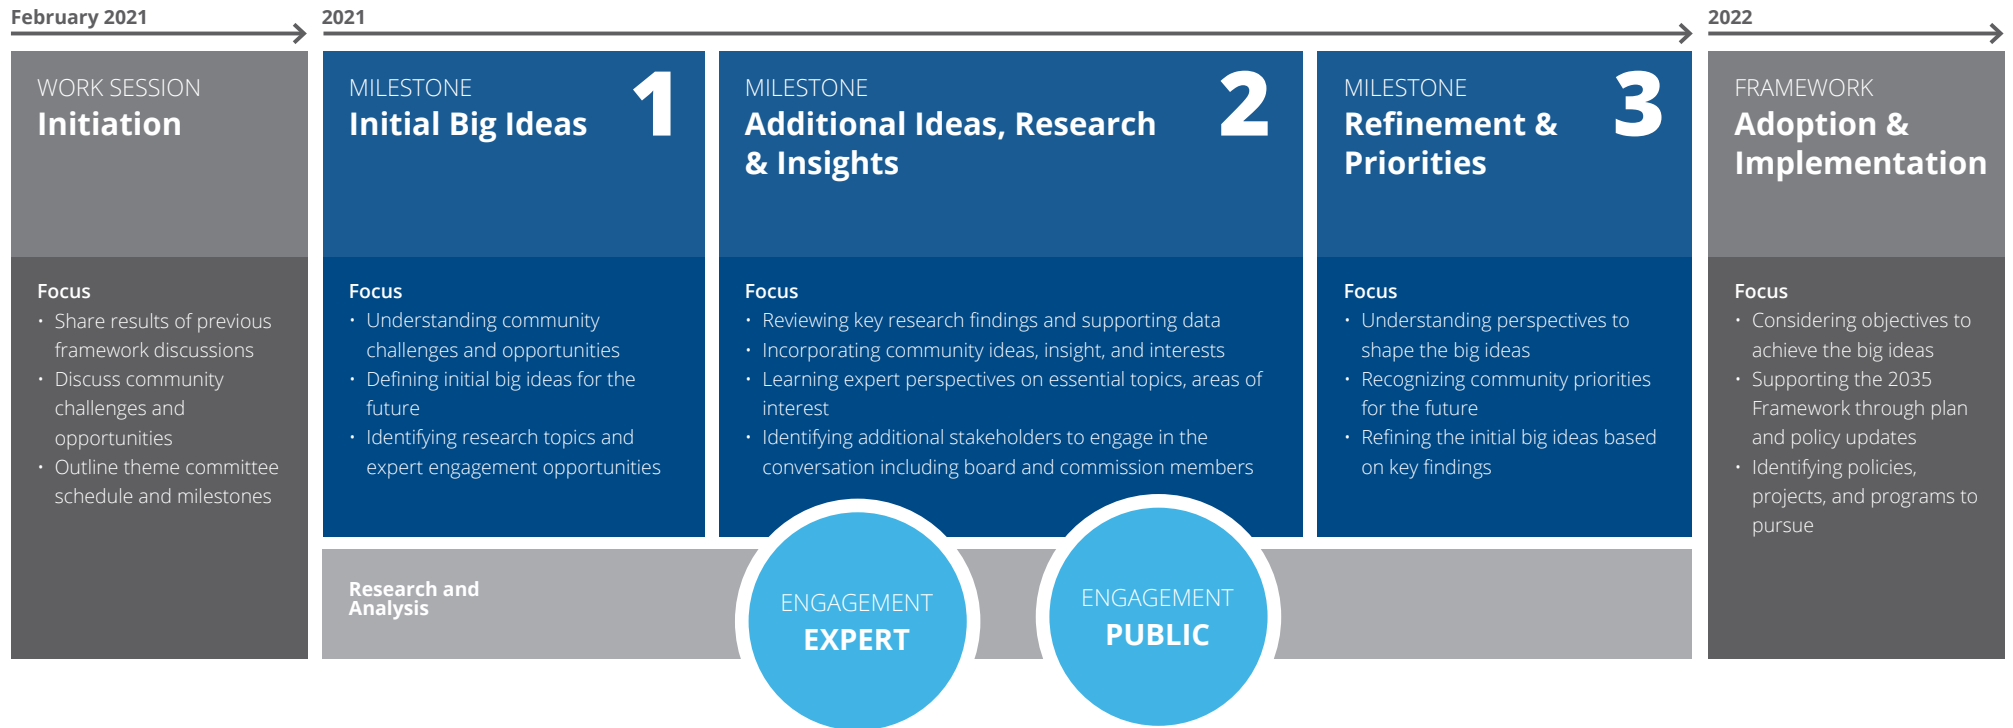 February 2021
2021
2022
WORK SESSION
Initiation
Focus
• Share results of previous
framework discussions
• Discuss community
challenges and
opportunities
• Outline theme committee
schedule and milestones
MILESTONE
Initial Big Ideas
1
Focus
• Understanding community
challenges and opportunities
• Defining initial big ideas for the
future
• Identifying research topics and
expert engagement opportunities
MILESTONE
Additional Ideas, Research
& Insights
2
Focus
• Reviewing key research findings and supporting data
• Incorporating community ideas, insight, and interests
• Learning expert perspectives on essential topics, areas of
interest
• Identifying additional stakeholders to engage in the
conversation including board and commission members
MILESTONE
Refinement &
Priorities
3
Focus
• Understanding perspectives to
shape the big ideas
• Recognizing community priorities
for the future
• Refining the initial big ideas based
on key findings
FRAMEWORK
Adoption &
Implementation
Focus
• Considering objectives to
achieve the big ideas
• Supporting the 2035
Framework through plan
and policy updates
• Identifying policies,
projects, and programs to
pursue
Research and
Analysis
ENGAGEMENT
EXPERT
ENGAGEMENT
PUBLIC